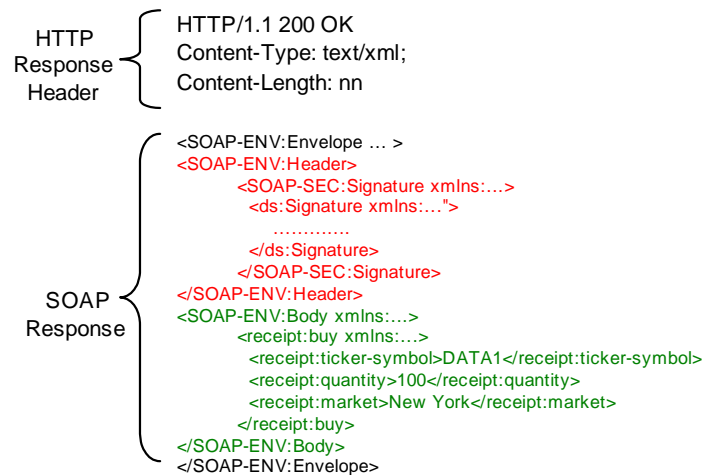 HTTP
Response
Header
HTTP/1.1 200 OK
Content-Type: text/xml;
Content-Length: nn
SOAP
Response
<SOAP-ENV:Envelope … >
<SOAP-ENV:Header>
<SOAP-SEC:Signature xmlns:…>
<ds:Signature xmlns:…">
………….
</ds:Signature>
</SOAP-SEC:Signature>
</SOAP-ENV:Header>
<SOAP-ENV:Body xmlns:…>
<receipt:buy xmlns:…>
<receipt:ticker-symbol>DATA1</receipt:ticker-symbol>
<receipt:quantity>100</receipt:quantity>
<receipt:market>New York</receipt:market>
</receipt:buy>
</SOAP-ENV:Body>
</SOAP-ENV:Envelope>